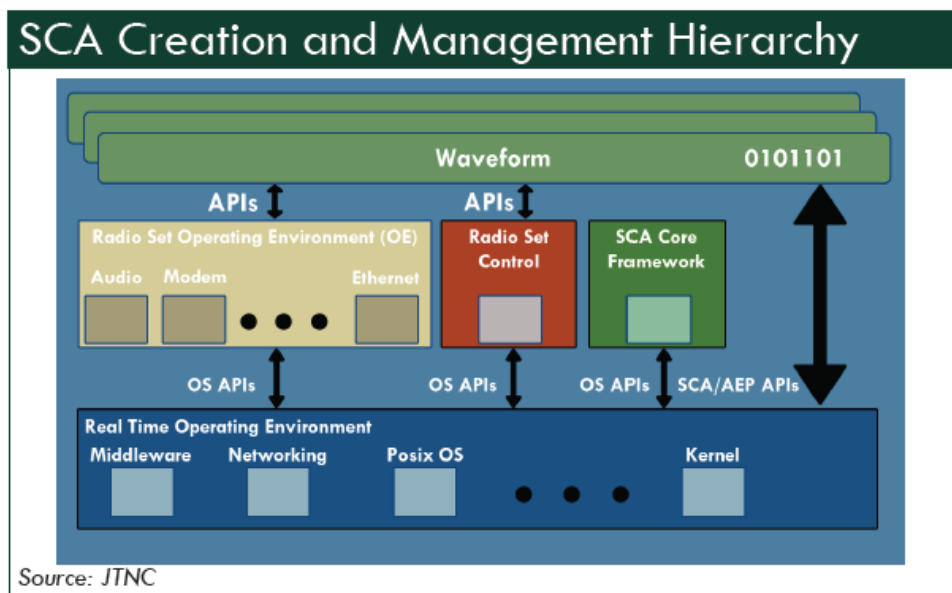 SCA Creation and Management Hierarchy
Waveform 0101101
APIs APIs
Radio Set Operating Environment (OE)
Audio Modem Ethernet
Radio Set
Control
SCA Core
Framework
OS APIs OS APIs OS APIs SCA/AEP APIs
Real Time Operating Environment
Middleware Networking Posix OS Kernel
Source: JTNC